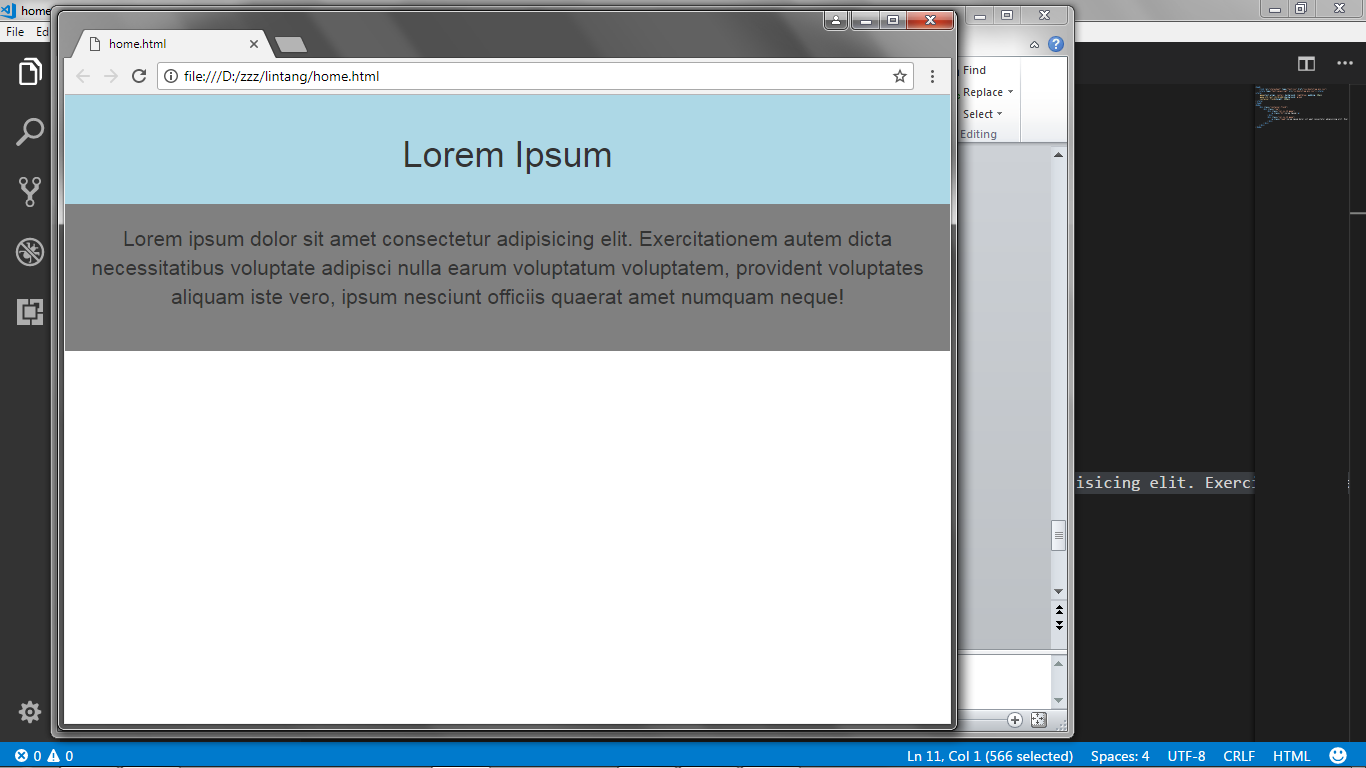 home
File Ed
home.html
file:///D:/zzz/lintang/home.html
Find
Replace
Select
Editing
Lorem Ipsum
Lorem ipsum dolor sit amet consectetur adipisicing elit. Exercitationem autem dicta
necessitatibus voluptate adipisci nulla earum voluptatum voluptatem, provident voluptates
aliquam iste vero, ipsum nesciunt officiis quaerat amet numquam neque!
isicing elit. Exerci
0 0 Ln 11, Col 1 (566 selected) Spaces: 4 UTF-8 CRLF HTML